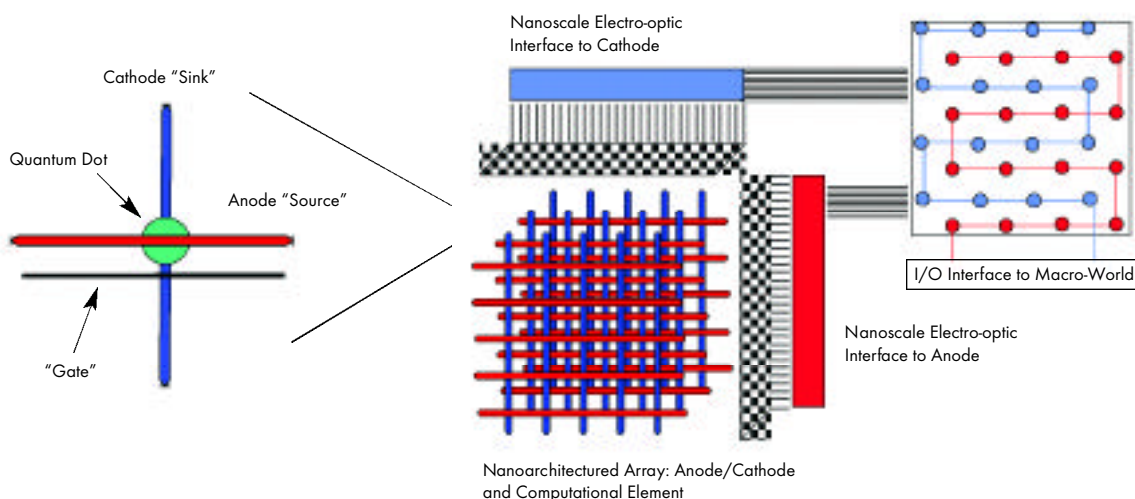 Nanoscale Electro-optic
Interface to Cathode
Cathode “Sink”
Quantum Dot
Anode “Source”
“Gate”
I/O Interface to Macro-World
Nanoscale Electro-optic
Interface to Anode
Nanoarchitectured Array: Anode/Cathode
and Computational Element